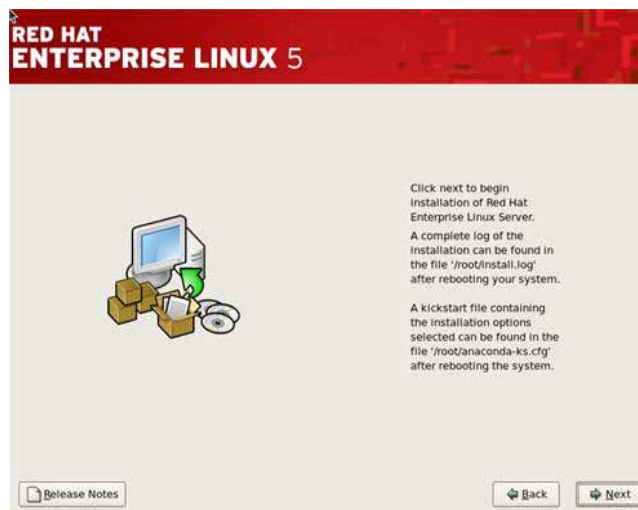 RED HAT
ENTERPRISE LINUX 5
Click next to begin
installation of Red Hat
Enterprise Linux Server.
A complete log of the
installation can be found in
the file '/root/install.log'
after rebooting your system.
A kickstart file containing
the installation options
selected can be found in the
file '/root/anaconda-ks.cfg'
after rebooting the system.
Release Notes
Back
Next